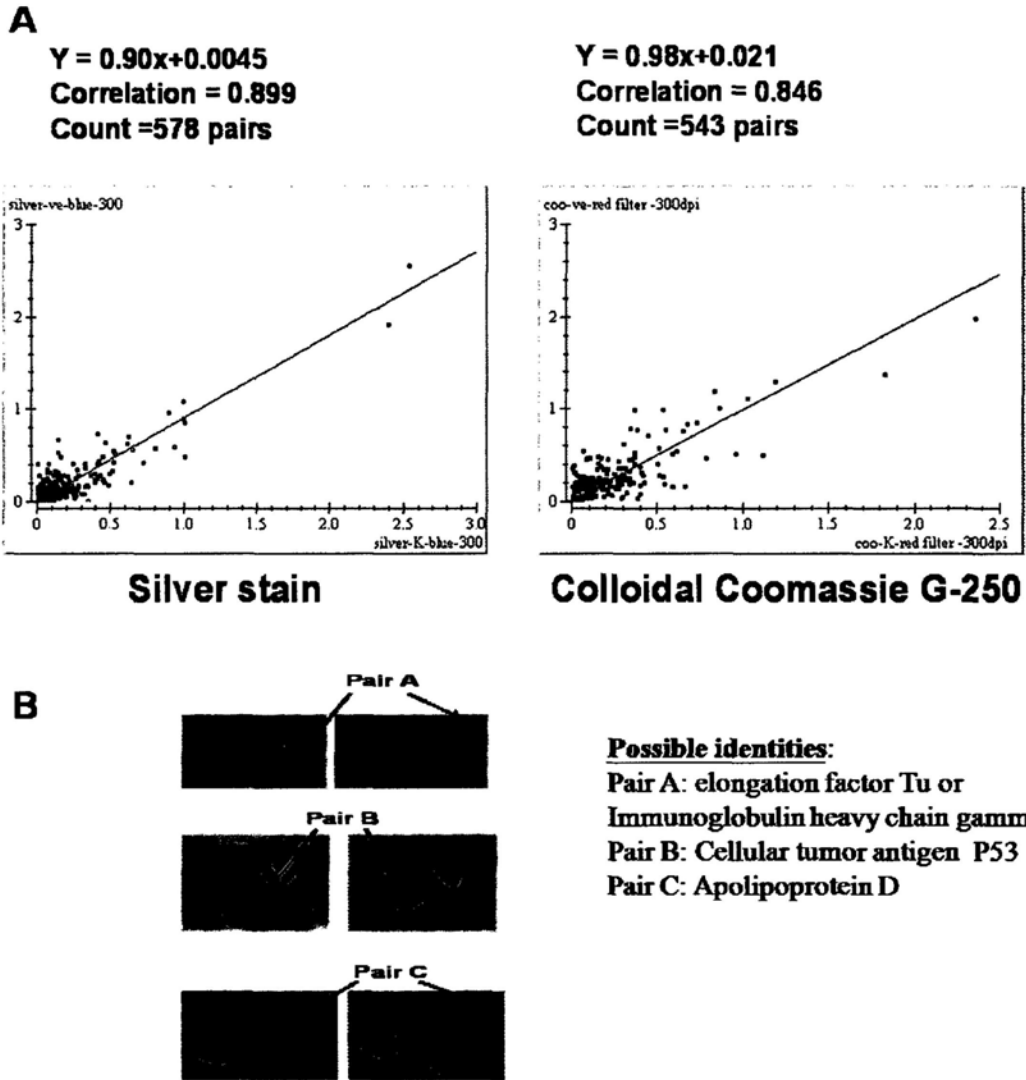 A
Y = 0.90x+0.0045
Correlation = 0.899
Count =578 pairs
Y = 0.98x+0.021
Correlation = 0.846
Count =543 pairs
silver-ve-blue-300
3
2
1
0
0 0.5 1.0 1.5 2.0 2.5 3.0
silver-K-blue-300
Silver stain
coo-ve-red filter -300dpi
3
2
1
0
0 0.5 1.0 2.0 2.5
coo-K-red filter -300dpi
Colloidal Coomassie G-250
B
Pair A
Pair B
Pair C
Possible identities:
Pair A: elongation factor Tu or
Immunoglobulin heavy chain gamm
Pair B: Cellular tumor antigen P53
Pair C: Apolipoprotein D